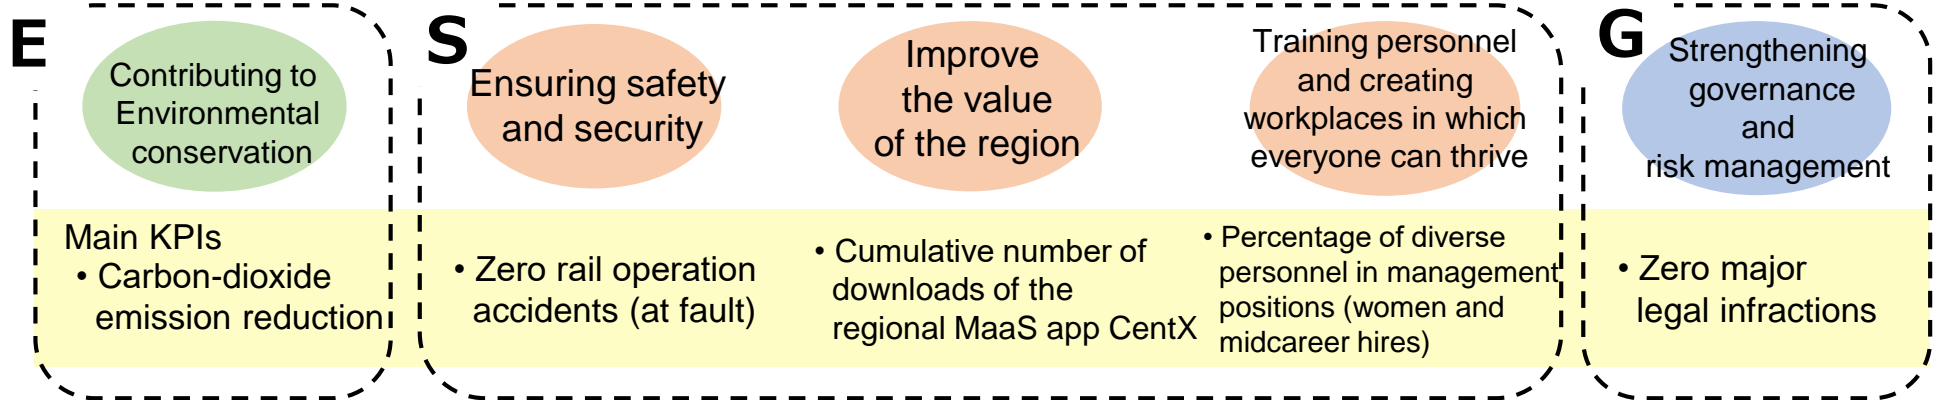 E
Contributing to
Environmental
conservation
Main KPIs
• Carbon-dioxide
emission reduction
S
Ensuring safety
and security
• Zero rail operation
accidents (at fault)
Improve
the value
of the region
• Cumulative number of
downloads of the
regional MaaS app CentX
Training personnel
and creating
workplaces in which
everyone can thrive
• Percentage of diverse
personnel in management
positions (women and
midcareer hires)
G
Strengthening
governance
and
risk management
• Zero major
legal infractions